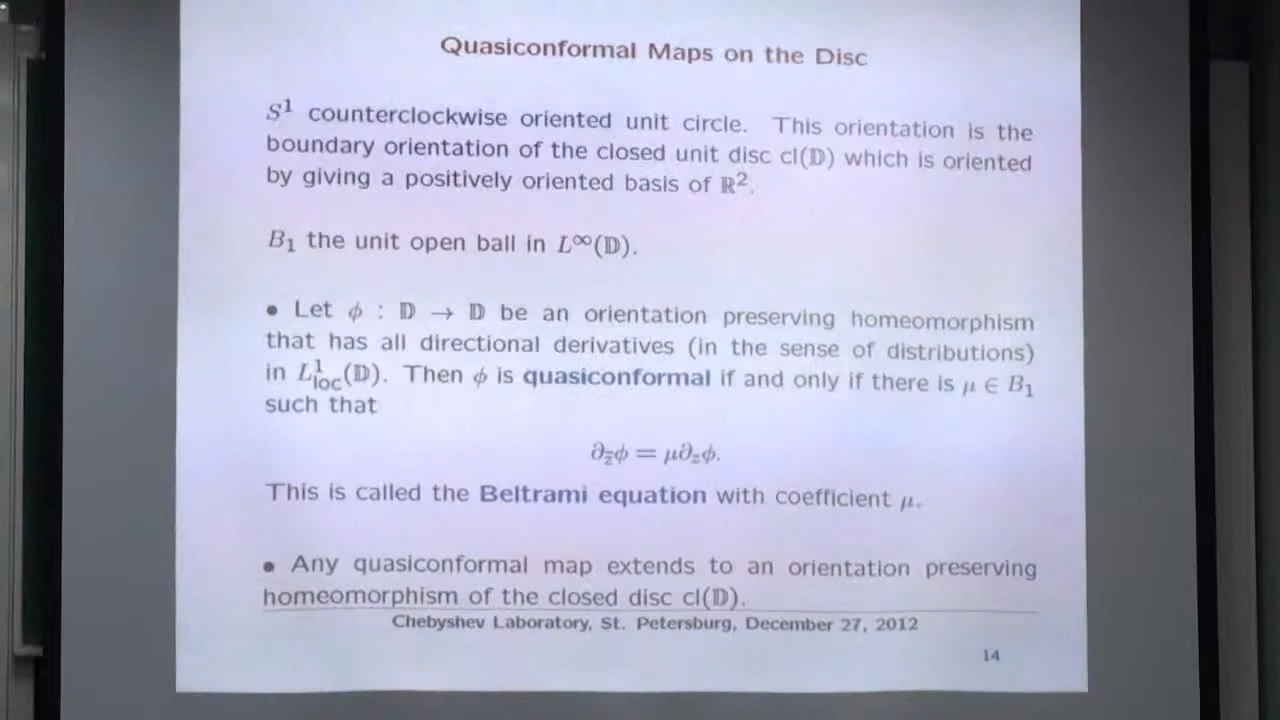 Quasiconformal Maps on the Disc
S¹ counterclockwise oriented unit circle. This orientation is the
boundary orientation of the closed unit disc cl(𝔻) which is oriented
by giving a positively oriented basis of ℝ².
B₁ the unit open ball in L^∞(𝔻).
• Let ϕ : 𝔻 → 𝔻 be an orientation preserving homeomorphism
that has all directional derivatives (in the sense of distributions)
in L¹_loc(𝔻). Then ϕ is quasiconformal if and only if there is μ ∈ B₁
such that
∂_z̄ϕ = μ∂_zϕ.
This is called the Beltrami equation with coefficient μ.
• Any quasiconformal map extends to an orientation preserving
homeomorphism of the closed disc cl(𝔻).
Chebyshev Laboratory, St. Petersburg, December 27, 2012
14